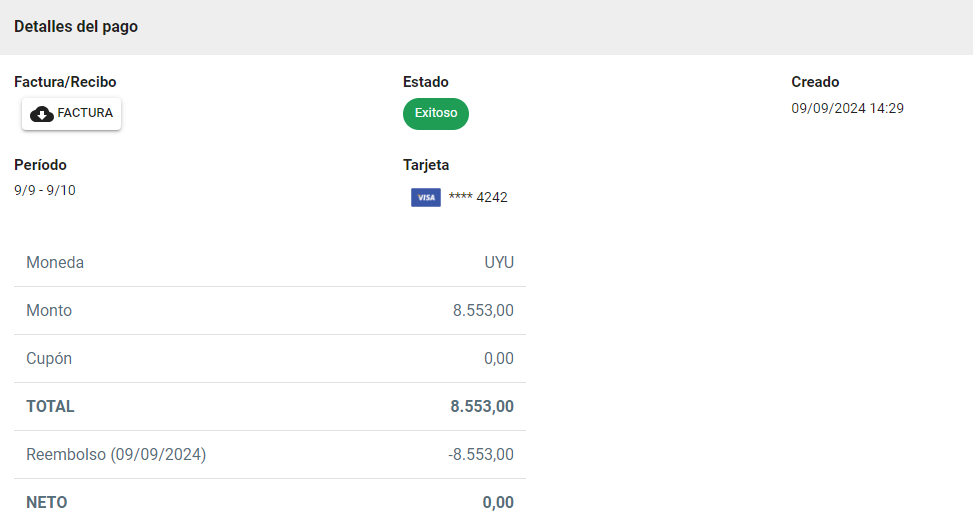 Detalles del pago
Factura/Recibo Estado Creado
FACTURA Exitoso 09/09/2024 14:29
Período Tarjeta
9/9 - 9/10 VISA **** 4242
Moneda UYU
Monto 8.553,00
Cupón 0,00
TOTAL 8.553,00
Reembolso (09/09/2024) -8.553,00
NETO 0,00